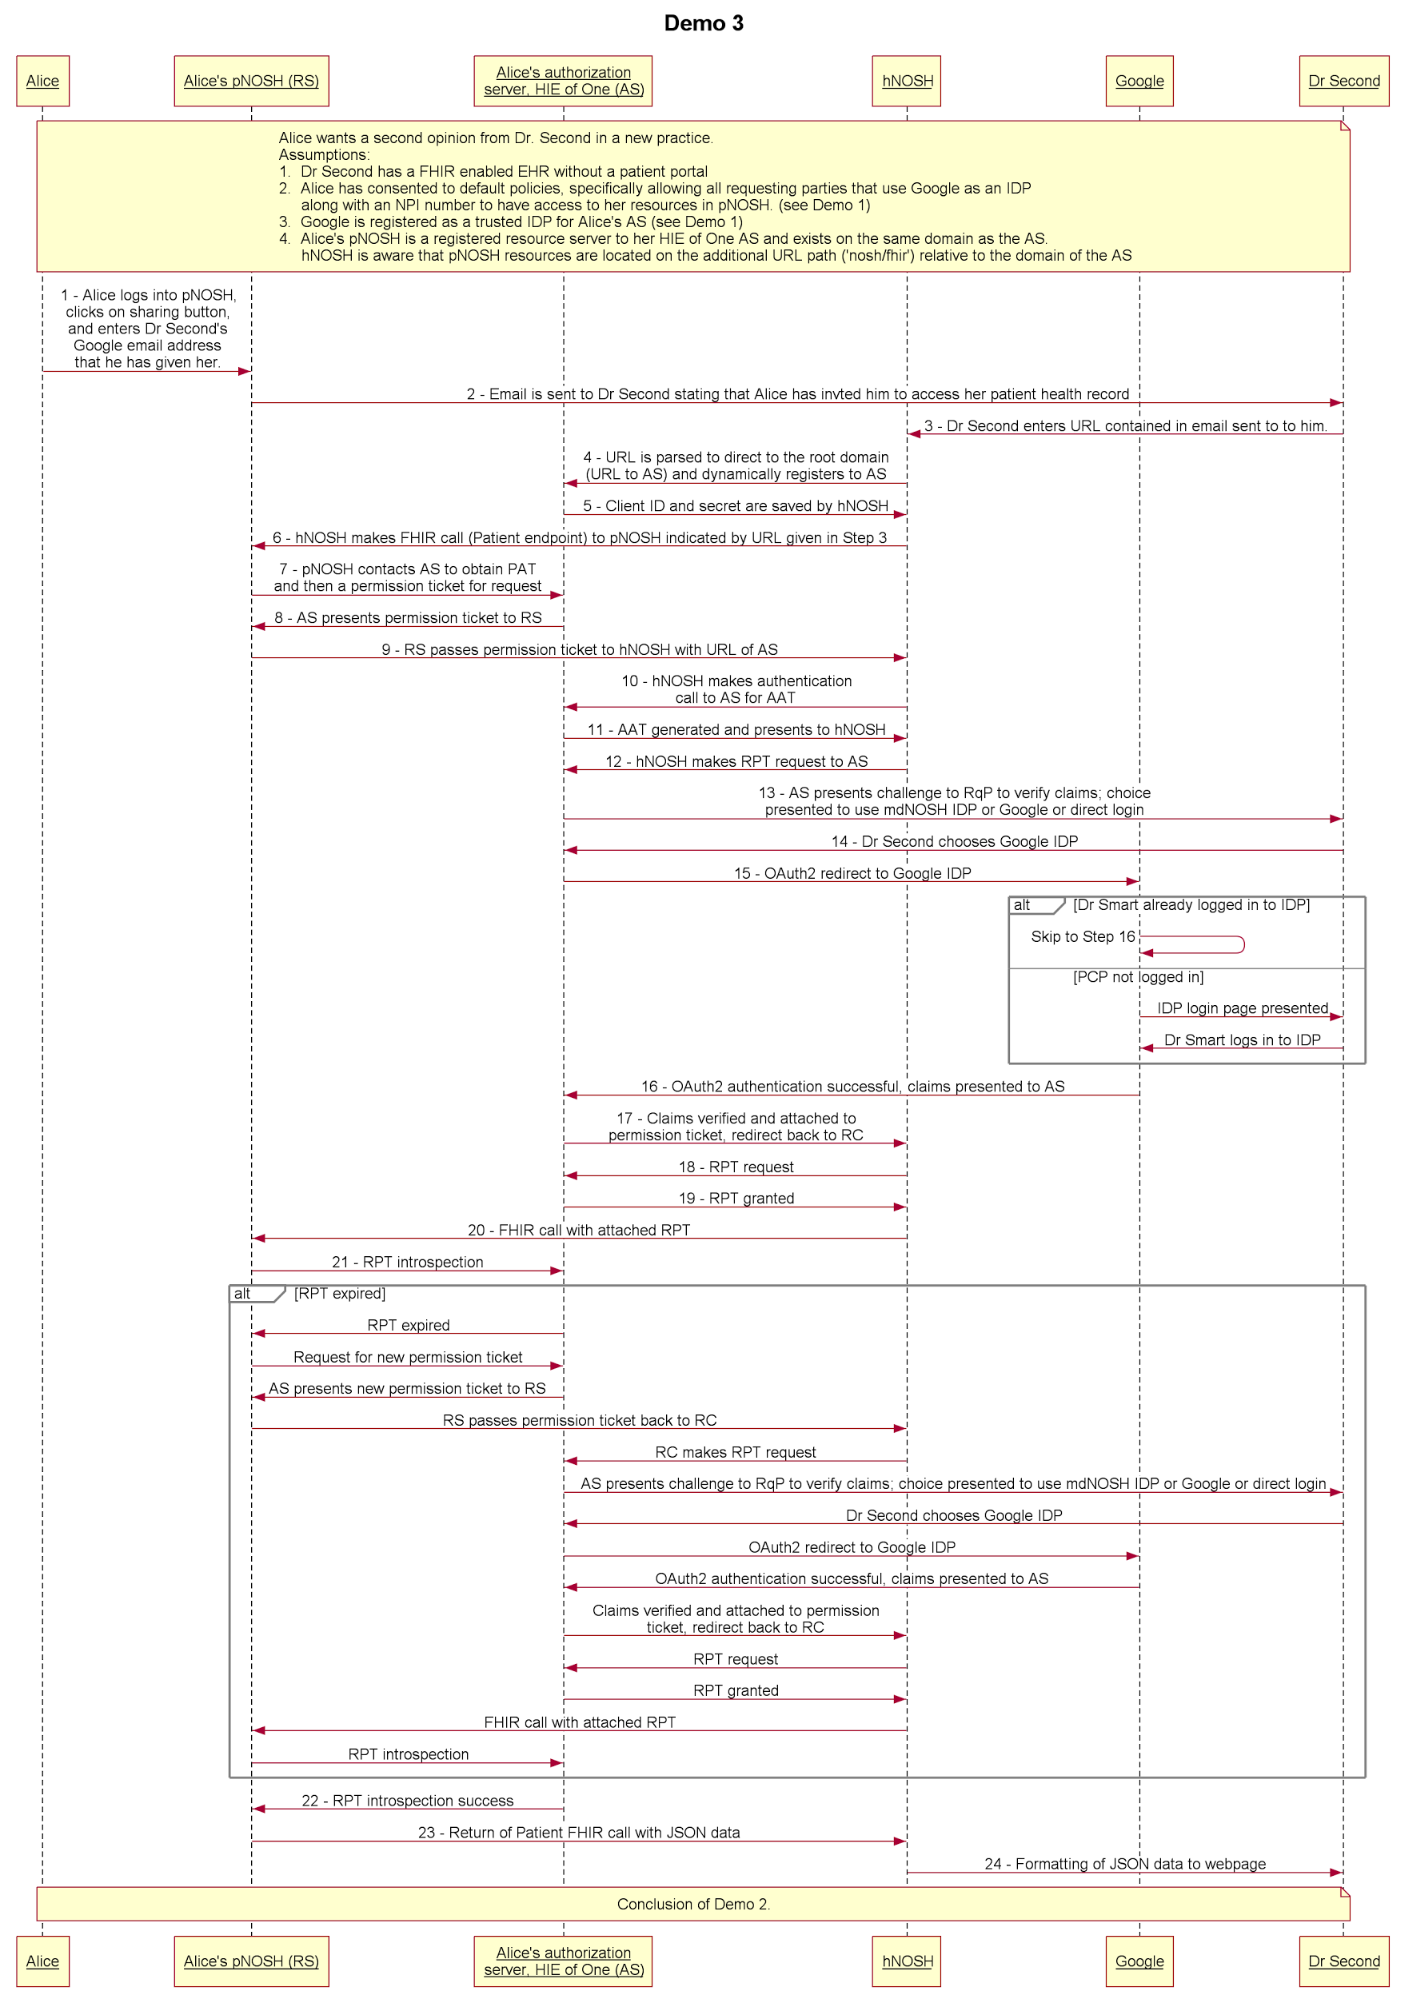 Demo 3
Alice
Alice's pNOSH (RS)
Alice's authorization
server, HIE of One (AS)
hNOSH
Google
Dr Second
Alice wants a second opinion from Dr. Second in a new practice.
Assumptions:
1. Dr Second has a FHIR enabled EHR without a patient portal
2. Alice has consented to default policies, specifically allowing all requesting parties that use Google as an IDP
along with an NPI number to have access to her resources in pNOSH. (see Demo 1)
3. Google is registered as a trusted IDP for Alice's AS (see Demo 1)
4. Alice's pNOSH is a registered resource server to her HIE of One AS and exists on the same domain as the AS.
hNOSH is aware that pNOSH resources are located on the additional URL path ('nosh/fhir') relative to the domain of the AS
1 - Alice logs into pNOSH,
clicks on sharing button,
and enters Dr Second's
Google email address
that he has given her.
2 - Email is sent to Dr Second stating that Alice has invted him to access her patient health record
3 - Dr Second enters URL contained in email sent to to him.
4 - URL is parsed to direct to the root domain
(URL to AS) and dynamically registers to AS
5 - Client ID and secret are saved by hNOSH
6 - hNOSH makes FHIR call (Patient endpoint) to pNOSH indicated by URL given in Step 3
7 - pNOSH contacts AS to obtain PAT
and then a permission ticket for request
8 - AS presents permission ticket to RS
9 - RS passes permission ticket to hNOSH with URL of AS
10 - hNOSH makes authentication
call to AS for AAT
11 - AAT generated and presents to hNOSH
12 - hNOSH makes RPT request to AS
13 - AS presents challenge to RqP to verify claims; choice
presented to use mdNOSH IDP or Google or direct login
14 - Dr Second chooses Google IDP
15 - OAuth2 redirect to Google IDP
alt [Dr Smart already logged in to IDP]
Skip to Step 16
[PCP not logged in]
IDP login page presented
Dr Smart logs in to IDP
16 - OAuth2 authentication successful, claims presented to AS
17 - Claims verified and attached to
permission ticket, redirect back to RC
18 - RPT request
19 - RPT granted
20 - FHIR call with attached RPT
21 - RPT introspection
alt [RPT expired]
RPT expired
Request for new permission ticket
AS presents new permission ticket to RS
RS passes permission ticket back to RC
RC makes RPT request
AS presents challenge to RqP to verify claims; choice presented to use mdNOSH IDP or Google or direct login
Dr Second chooses Google IDP
OAuth2 redirect to Google IDP
OAuth2 authentication successful, claims presented to AS
Claims verified and attached to permission
ticket, redirect back to RC
RPT request
RPT granted
FHIR call with attached RPT
RPT introspection
22 - RPT introspection success
23 - Return of Patient FHIR call with JSON data
24 - Formatting of JSON data to webpage
Conclusion of Demo 2.
Alice
Alice's pNOSH (RS)
Alice's authorization
server, HIE of One (AS)
hNOSH
Google
Dr Second